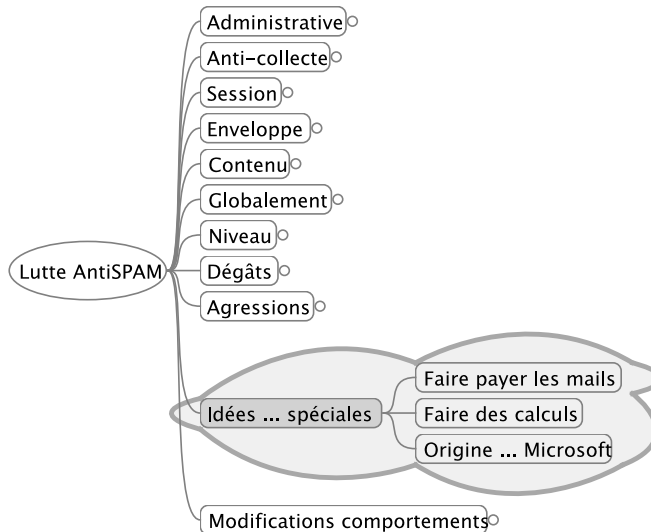 Administrative
Anti-collecte
Session
Enveloppe
Contenu
Globalement
Niveau
Lutte AntiSPAM
Dégâts
Agressions
Faire payer les mails
Idées ... spéciales
Faire des calculs
Origine ... Microsoft
Modifications comportements